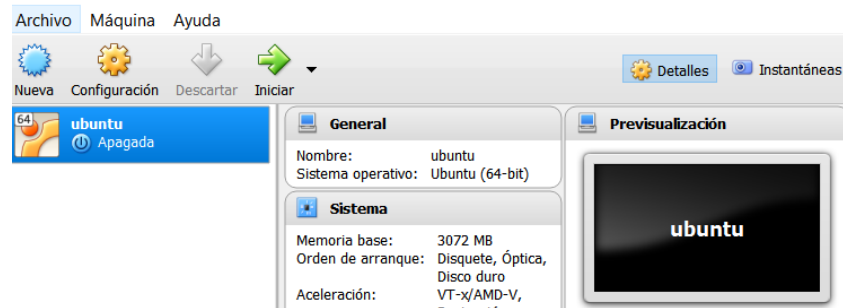 Archivo Máquina Ayuda
Nueva Configuración Descartar Iniciar
Detalles Instantáneas
64 ubuntu
Apagada
General
Nombre: ubuntu
Sistema operativo: Ubuntu (64-bit)
Sistema
Memoria base: 3072 MB
Orden de arranque: Disquete, Óptica,
Disco duro
Aceleración: VT-x/AMD-V,
Previsualización
ubuntu